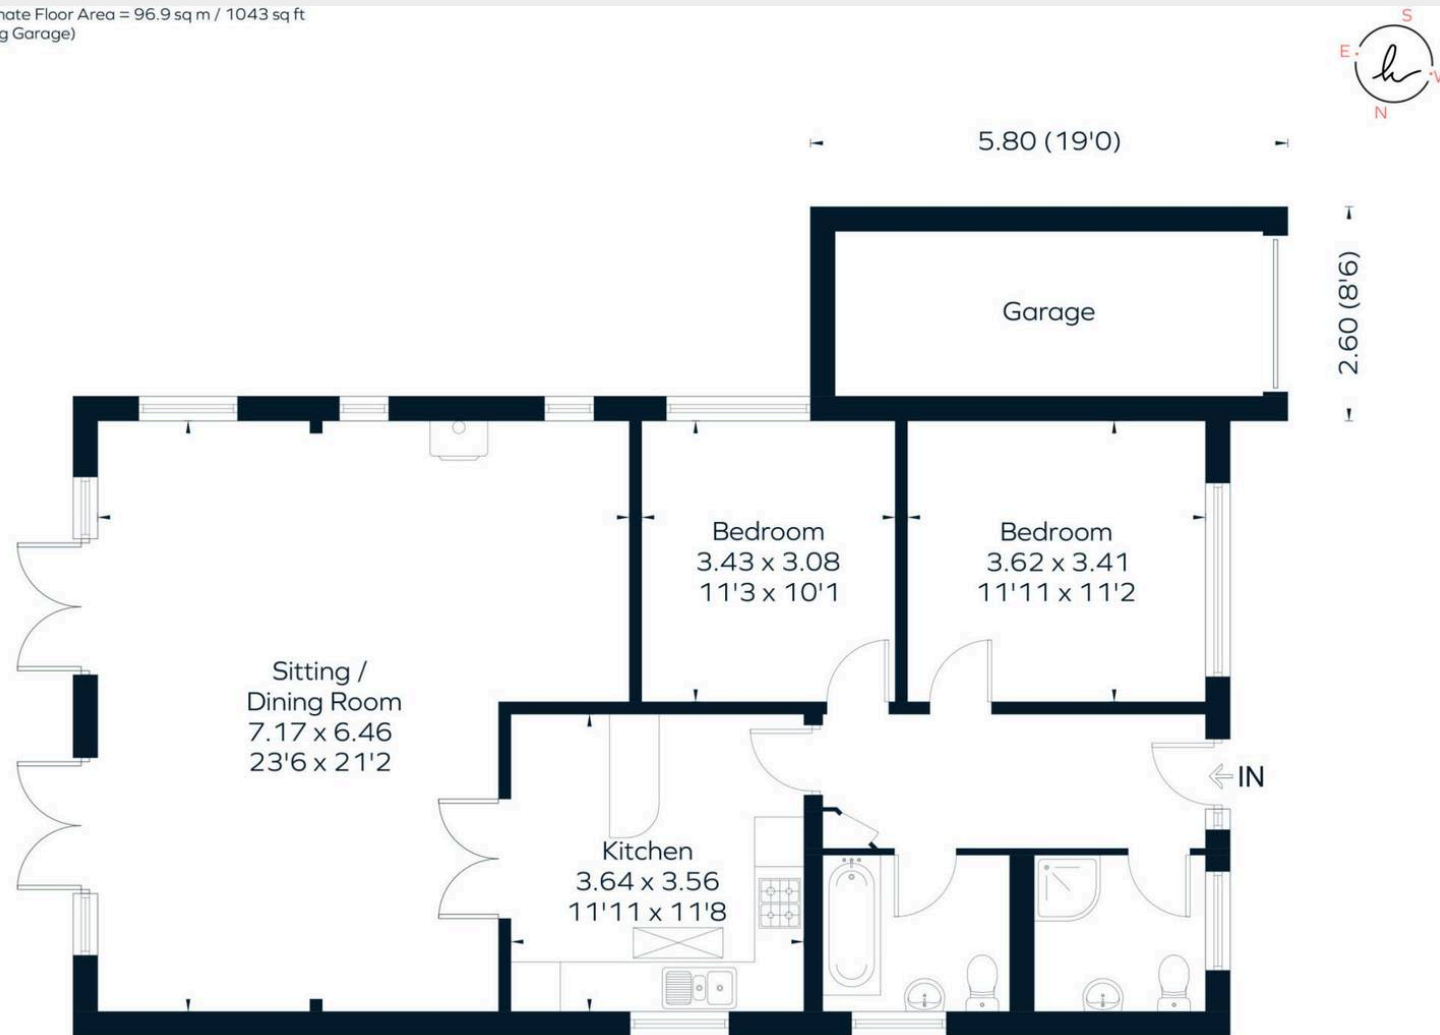 Floor Area = 96.9 sq m / 1043 sq ft
Garage)
S
E
N
5.80 (19'0)
2.60 (8'6)
Garage
Bedroom
3.43 x 3.08
11'3 x 10'1
Bedroom
3.62 x 3.41
11'11 x 11'2
Sitting /
Dining Room
7.17 x 6.46
23'6 x 21'2
IN
Kitchen
3.64 x 3.56
11'11 x 11'8